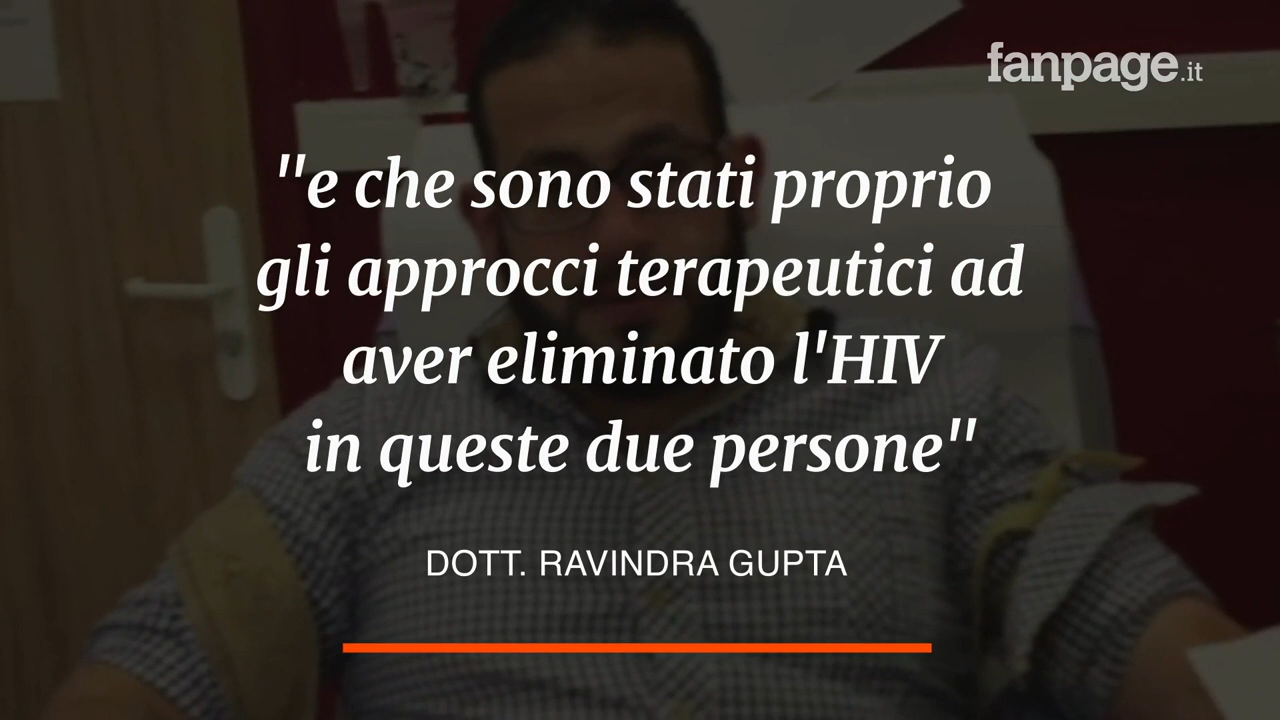 fanpage.it
"e che sono stati proprio
gli approcci terapeutici ad
aver eliminato l'HIV
in queste due persone"
DOTT. RAVINDRA GUPTA